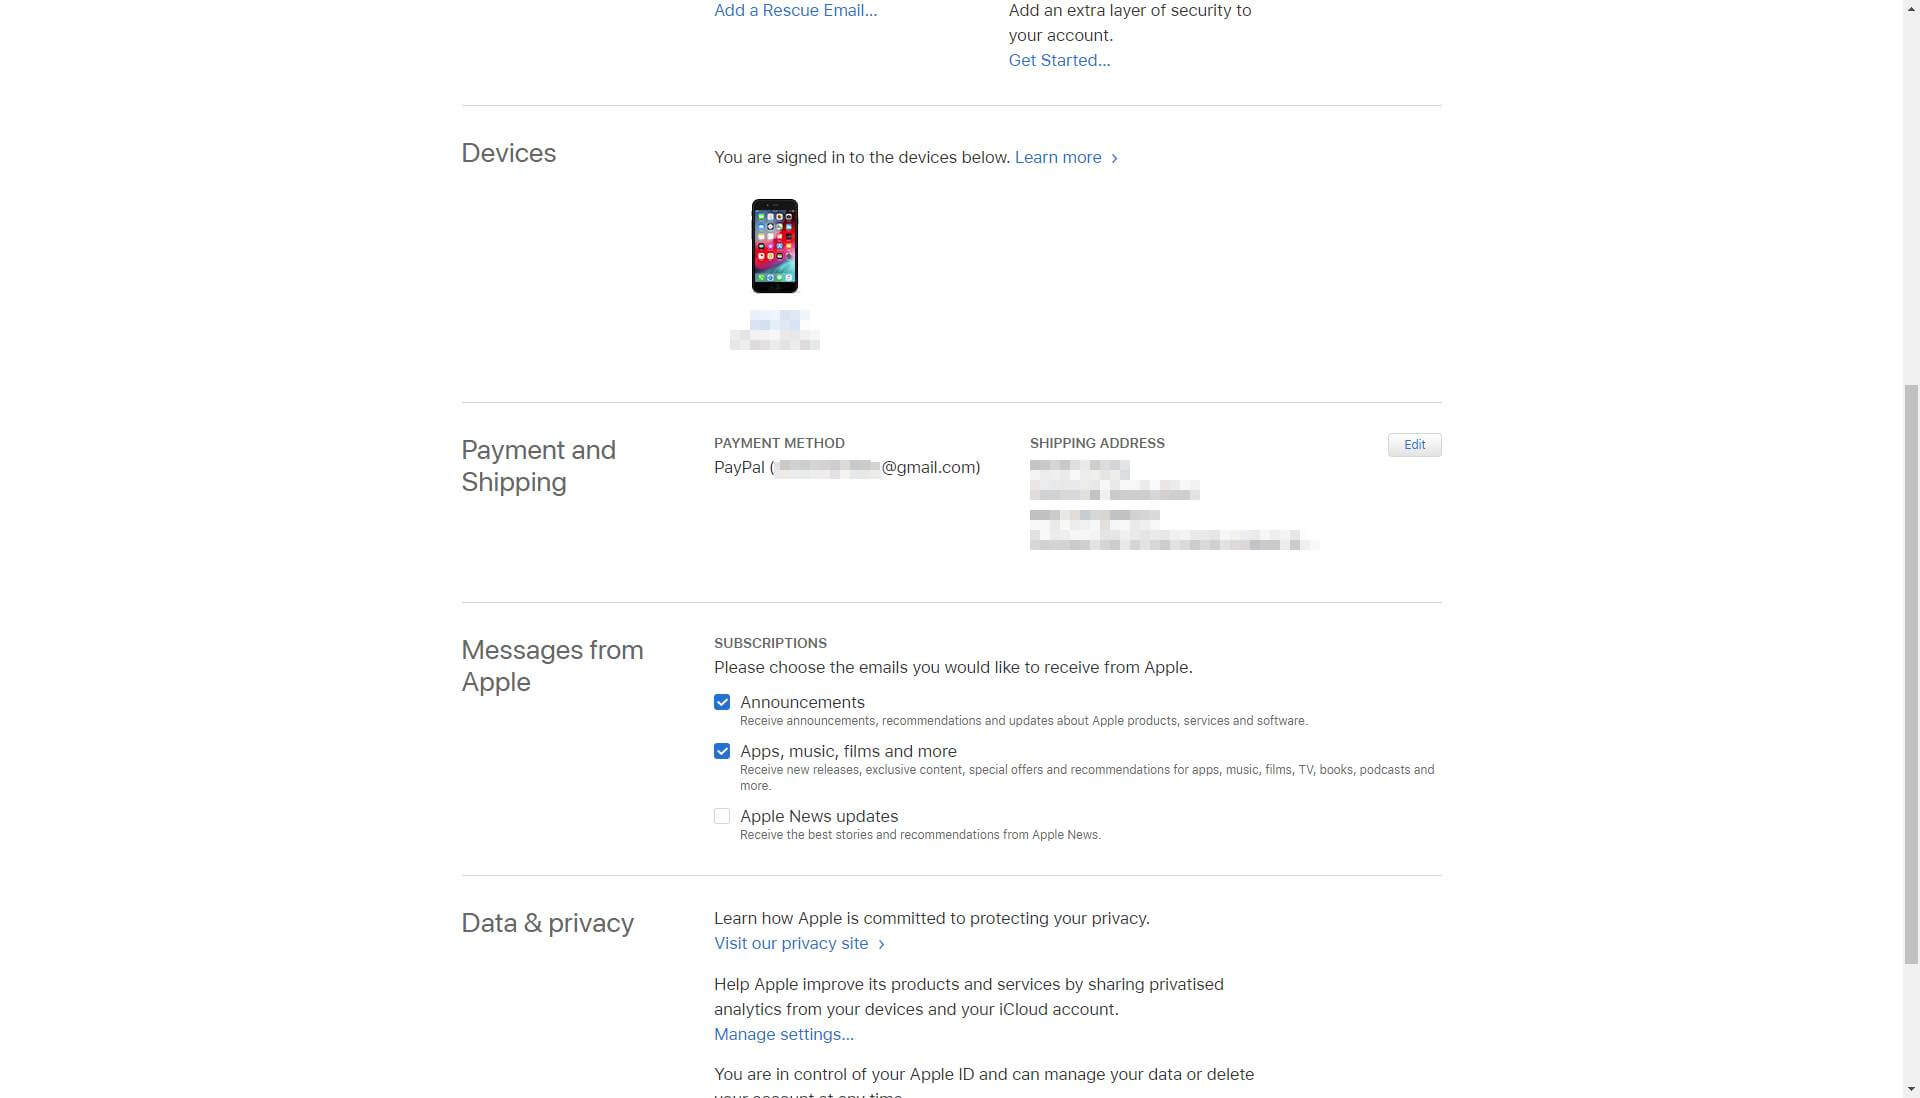 Add a Rescue Email...
Add an extra layer of security to
your account.
Get Started...
Devices
You are signed in to the devices below. Learn more ›
Payment and
Shipping
PAYMENT METHOD
PayPal ( @gmail.com)
SHIPPING ADDRESS
Edit
Messages from
Apple
SUBSCRIPTIONS
Please choose the emails you would like to receive from Apple.
Announcements
Receive announcements, recommendations and updates about Apple products, services and software.
Apps, music, films and more
Receive new releases, exclusive content, special offers and recommendations for apps, music, films, TV, books, podcasts and
more.
Apple News updates
Receive the best stories and recommendations from Apple News.
Data & privacy
Learn how Apple is committed to protecting your privacy.
Visit our privacy site ›
Help Apple improve its products and services by sharing privatised
analytics from your devices and your iCloud account.
Manage settings...
You are in control of your Apple ID and can manage your data or delete
your account at any time.